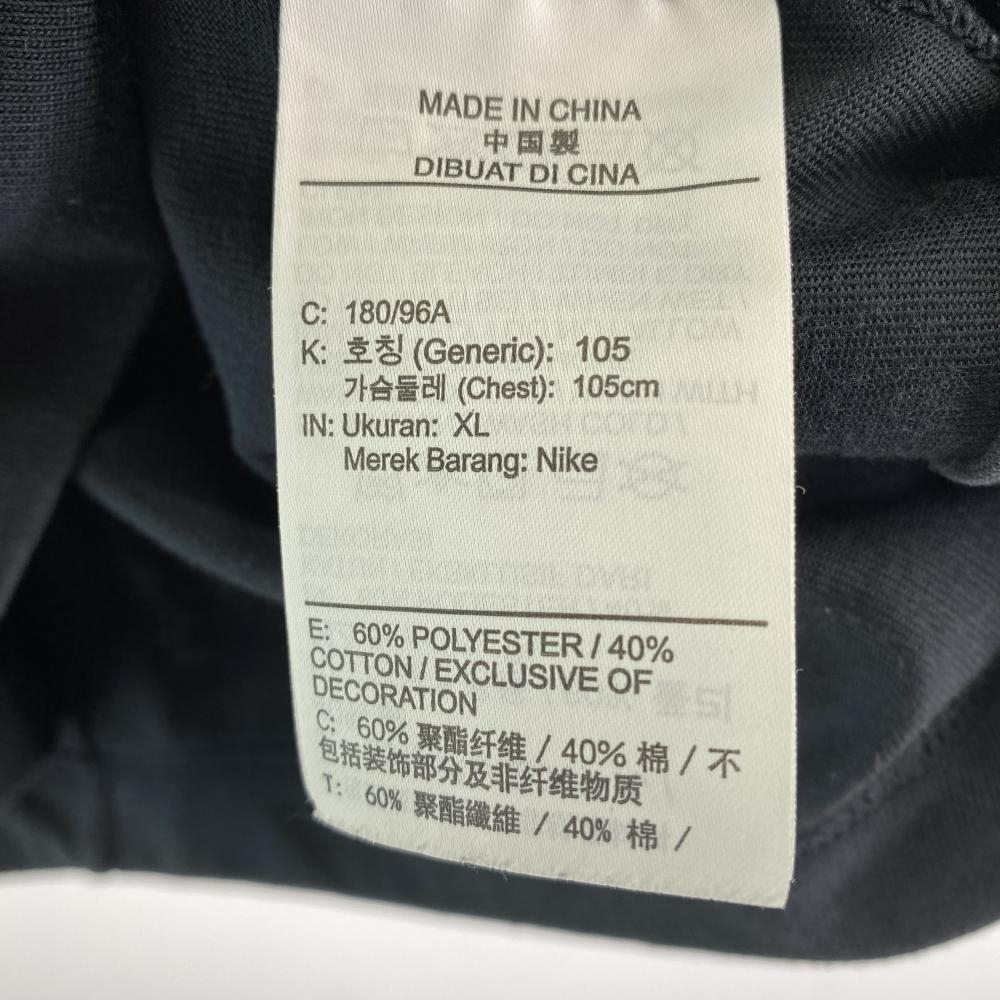 MADE IN CHINA
中国製
DIBUAT DI CINA
C: 180/96A
K: 호칭 (Generic): 105
가슴둘레 (Chest): 105cm
IN: Ukuran: XL
Merek Barang: Nike
E: 60% POLYESTER / 40%
COTTON / EXCLUSIVE OF
DECORATION
C: 60% 聚酯纤维 / 40% 棉 / 不
包括装饰部分及非纤维物质
T: 60% 聚酯纖維 / 40% 棉 /